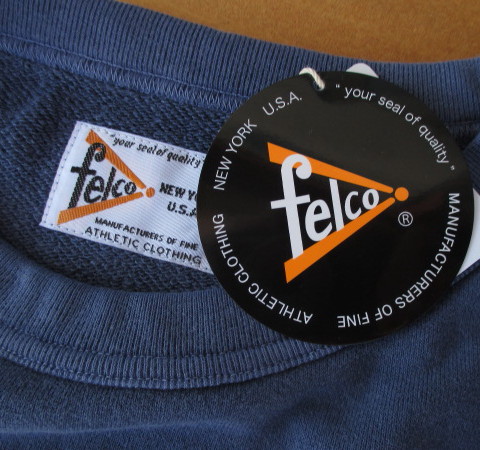 "your seal of quality"
felco
NEW YORK
U.S.A.
MANUFACTURERS OF FINE
ATHLETIC CLOTHING
NEW YORK U.S.A.
"your seal of quality"
felco
®
MANUFACTURERS OF FINE
ATHLETIC CLOTHING